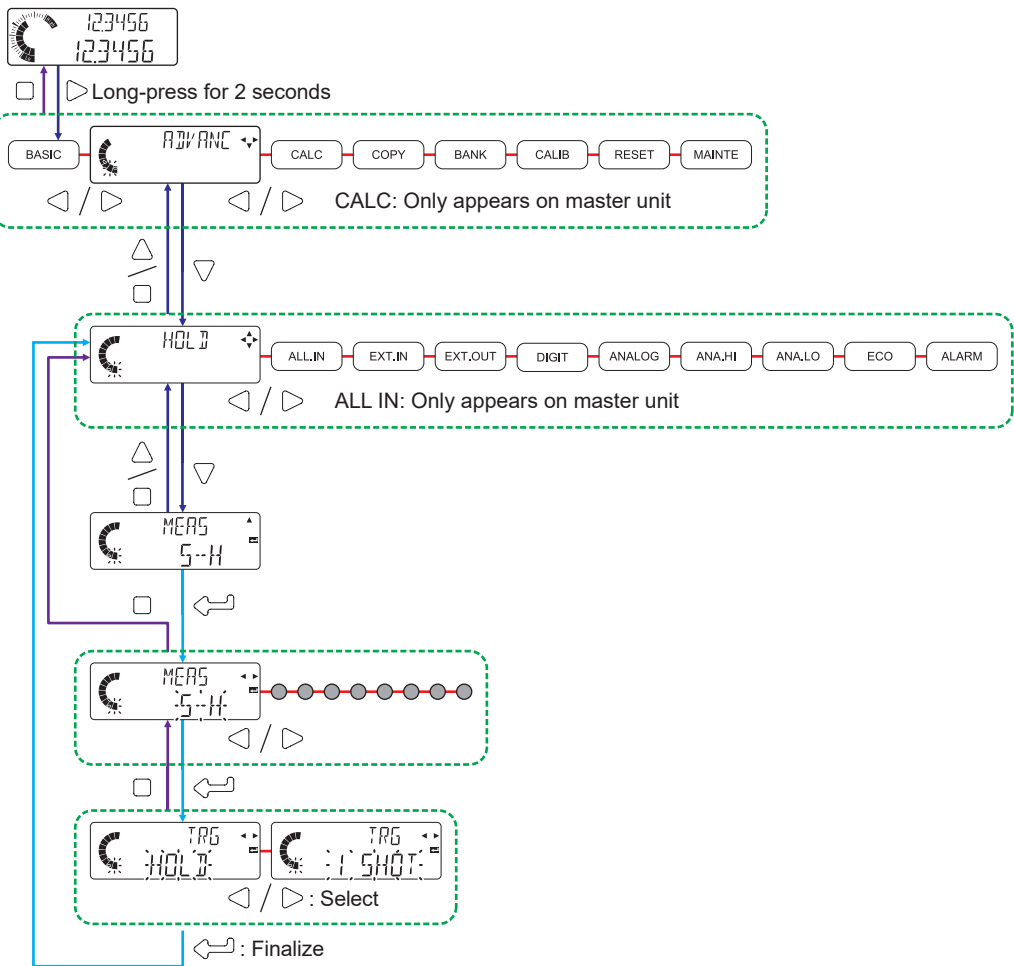 12.3456
12.3456
Long-press for 2 seconds
BASIC ADVANC CALC COPY BANK CALIB RESET MAINTE
/ / CALC: Only appears on master unit
/
HOLD ALL.IN EXT.IN EXT.OUT DIGIT ANALOG ANA.HI ANA.LO ECO ALARM
/ ALL IN: Only appears on master unit
/
MEAS
S--H
MEAS
S--H
/
TRG TRG
HOLD 1 SHOT
/ : Select
: Finalize